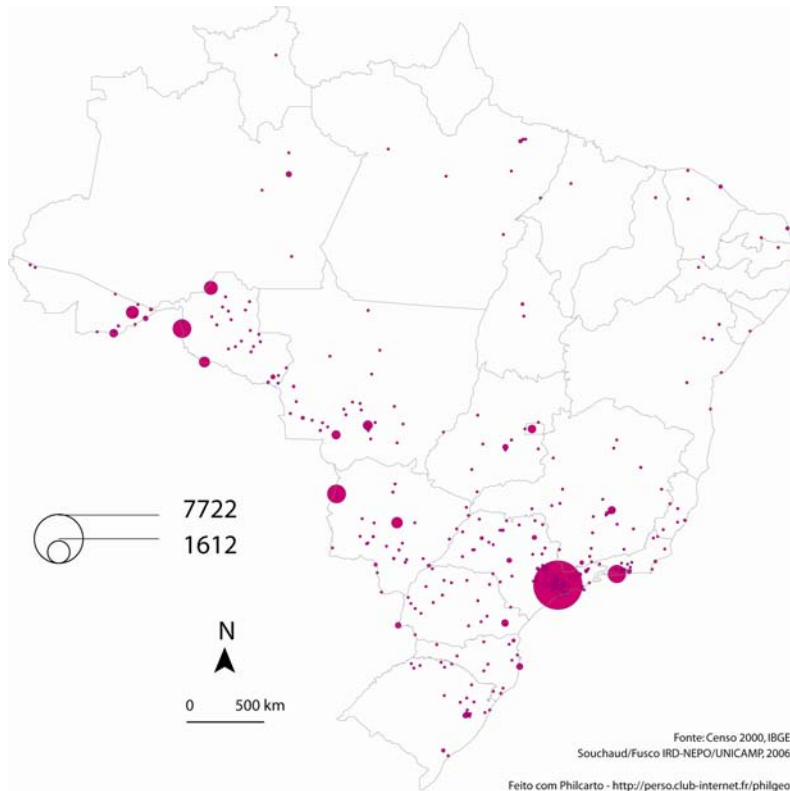 7722
1612
N
0 500 km
Fonte: Censo 2000, IBGE
Souchaud/Fusco IRD-NEPO/UNICAMP, 2006
Feito com Philcarto - http://perso.club-internet.fr/philgeo